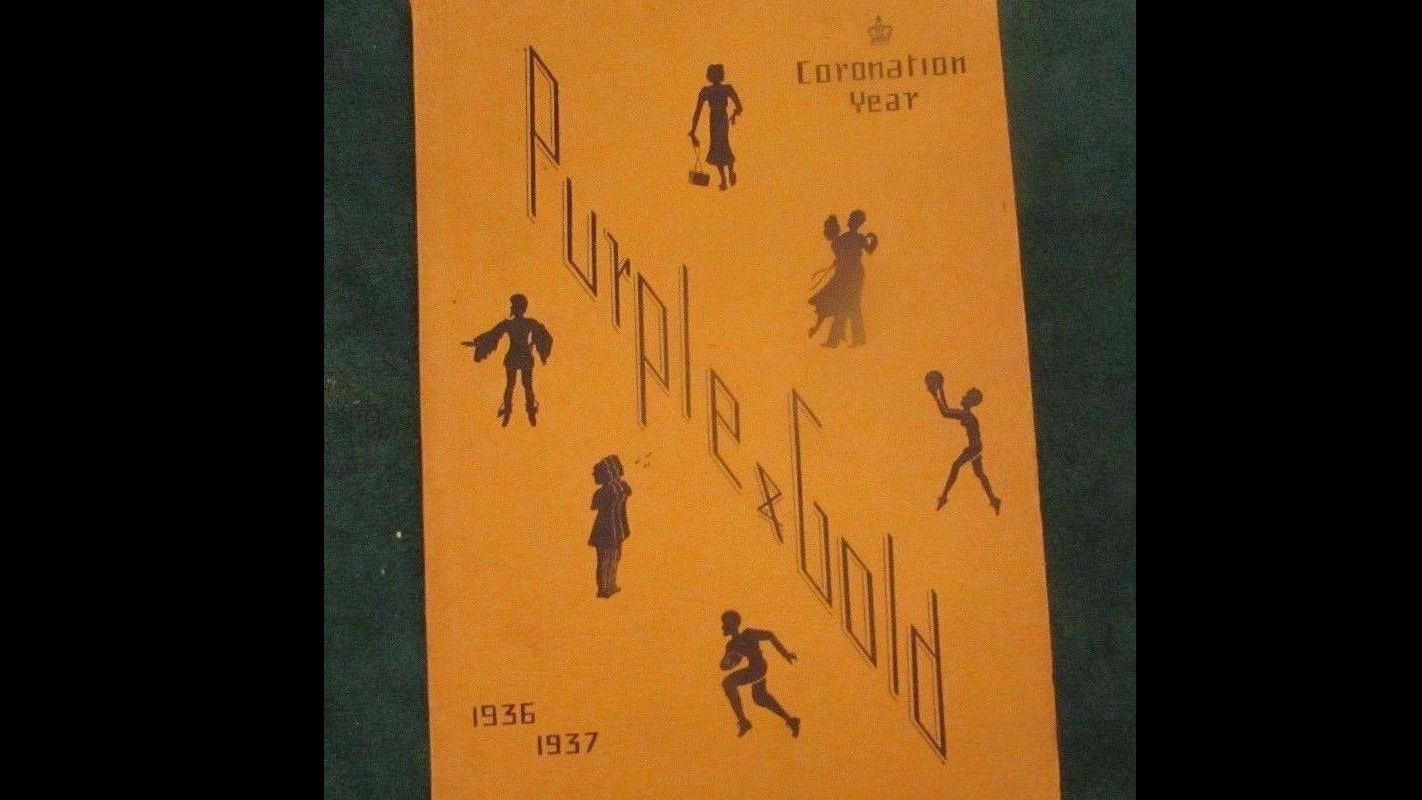 Coronation
Year
Purple & Gold
1936
1937